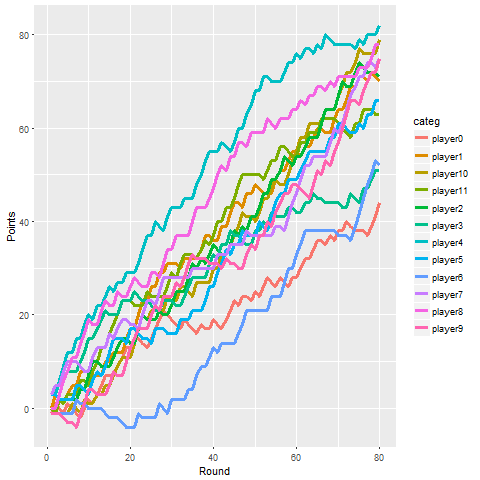 80
60
40
20
0
Points
0
20
40
60
80
Round
categ
player0
player1
player10
player11
player2
player3
player4
player5
player6
player7
player8
player9